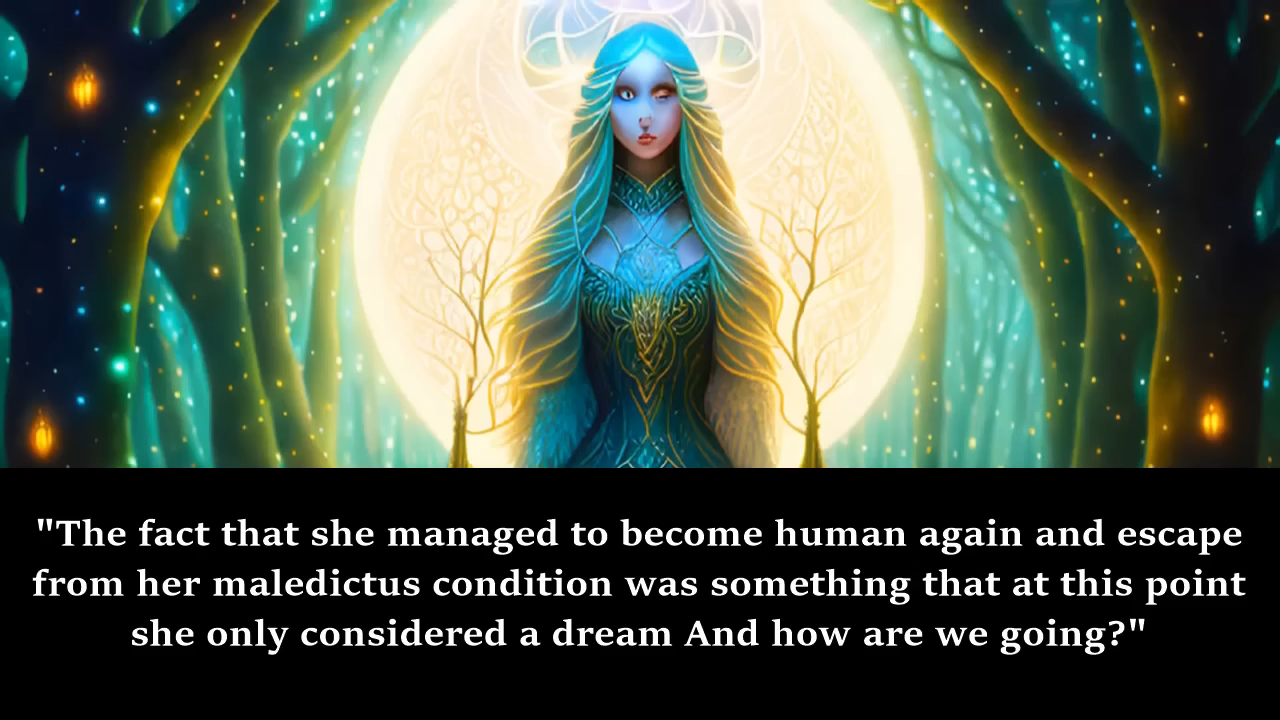 "The fact that she managed to become human again and escape
from her maledictus condition was something that at this point
she only considered a dream And how are we going?"